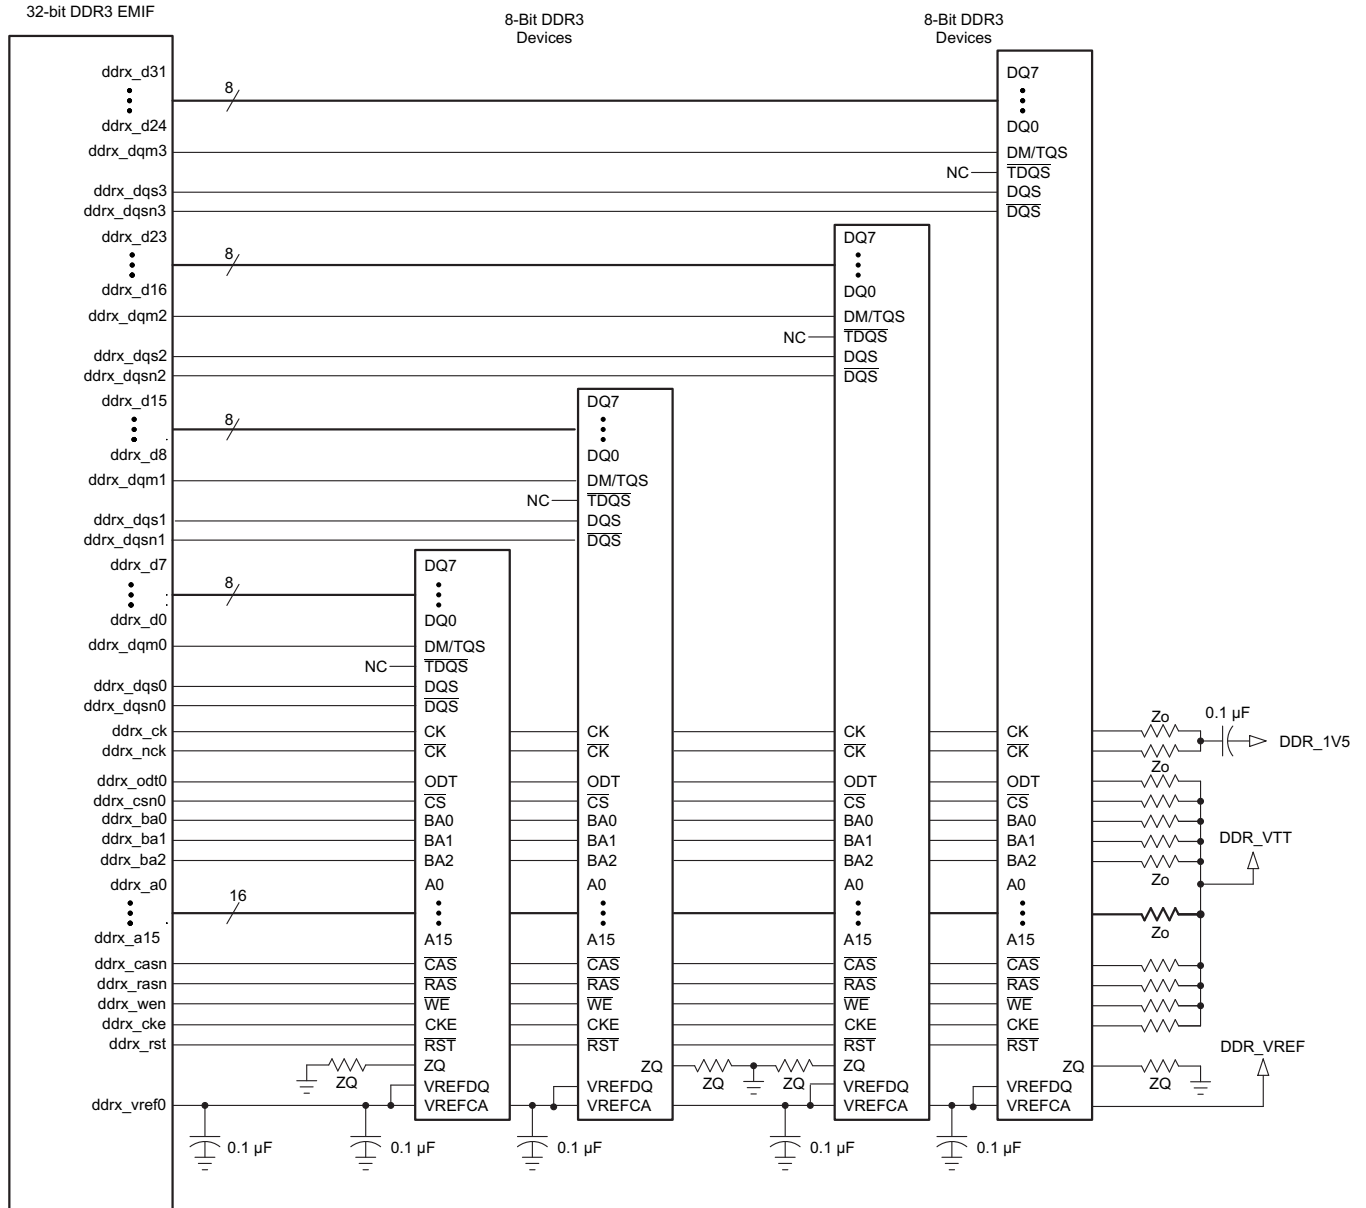 32-bit DDR3 EMIF
8-Bit DDR3
Devices
8-Bit DDR3
Devices
ddrx_d31
8
DQ7
ddrx_d24
DQ0
ddrx_dqm3
DM/TQS
NC
TDQS
ddrx_dqs3
DQS
ddrx_dqsn3
DQS
ddrx_d23
8
DQ7
ddrx_d16
DQ0
ddrx_dqm2
DM/TQS
NC
TDQS
ddrx_dqs2
DQS
ddrx_dqsn2
DQS
ddrx_d15
8
DQ7
ddrx_d8
DQ0
ddrx_dqm1
DM/TQS
NC
TDQS
ddrx_dqs1
DQS
ddrx_dqsn1
DQS
ddrx_d7
8
DQ7
ddrx_d0
DQ0
ddrx_dqm0
DM/TQS
NC
TDQS
ddrx_dqs0
DQS
ddrx_dqsn0
DQS
ddrx_ck CK CK CK CK Zo 0.1 µF
ddrx_nck CK CK CK CK Zo DDR_1V5
ddrx_odt0 ODT ODT ODT ODT
ddrx_csn0 CS CS CS CS
ddrx_ba0 BA0 BA0 BA0 BA0
ddrx_ba1 BA1 BA1 BA1 BA1 DDR_VTT
ddrx_ba2 BA2 BA2 BA2 BA2 Zo
ddrx_a0 A0 A0 A0 A0
16
Zo
ddrx_a15 A15 A15 A15 A15
ddrx_casn CAS CAS CAS CAS
ddrx_rasn RAS RAS RAS RAS
ddrx_wen WE WE WE WE
ddrx_cke CKE CKE CKE CKE
ddrx_rst RST RST RST RST DDR_VREF
ZQ ZQ ZQ ZQ
ZQ ZQ ZQ ZQ
VREFDQ VREFDQ VREFDQ VREFDQ
ddrx_vref0 VREFCA VREFCA VREFCA VREFCA
0.1 µF 0.1 µF 0.1 µF 0.1 µF 0.1 µF